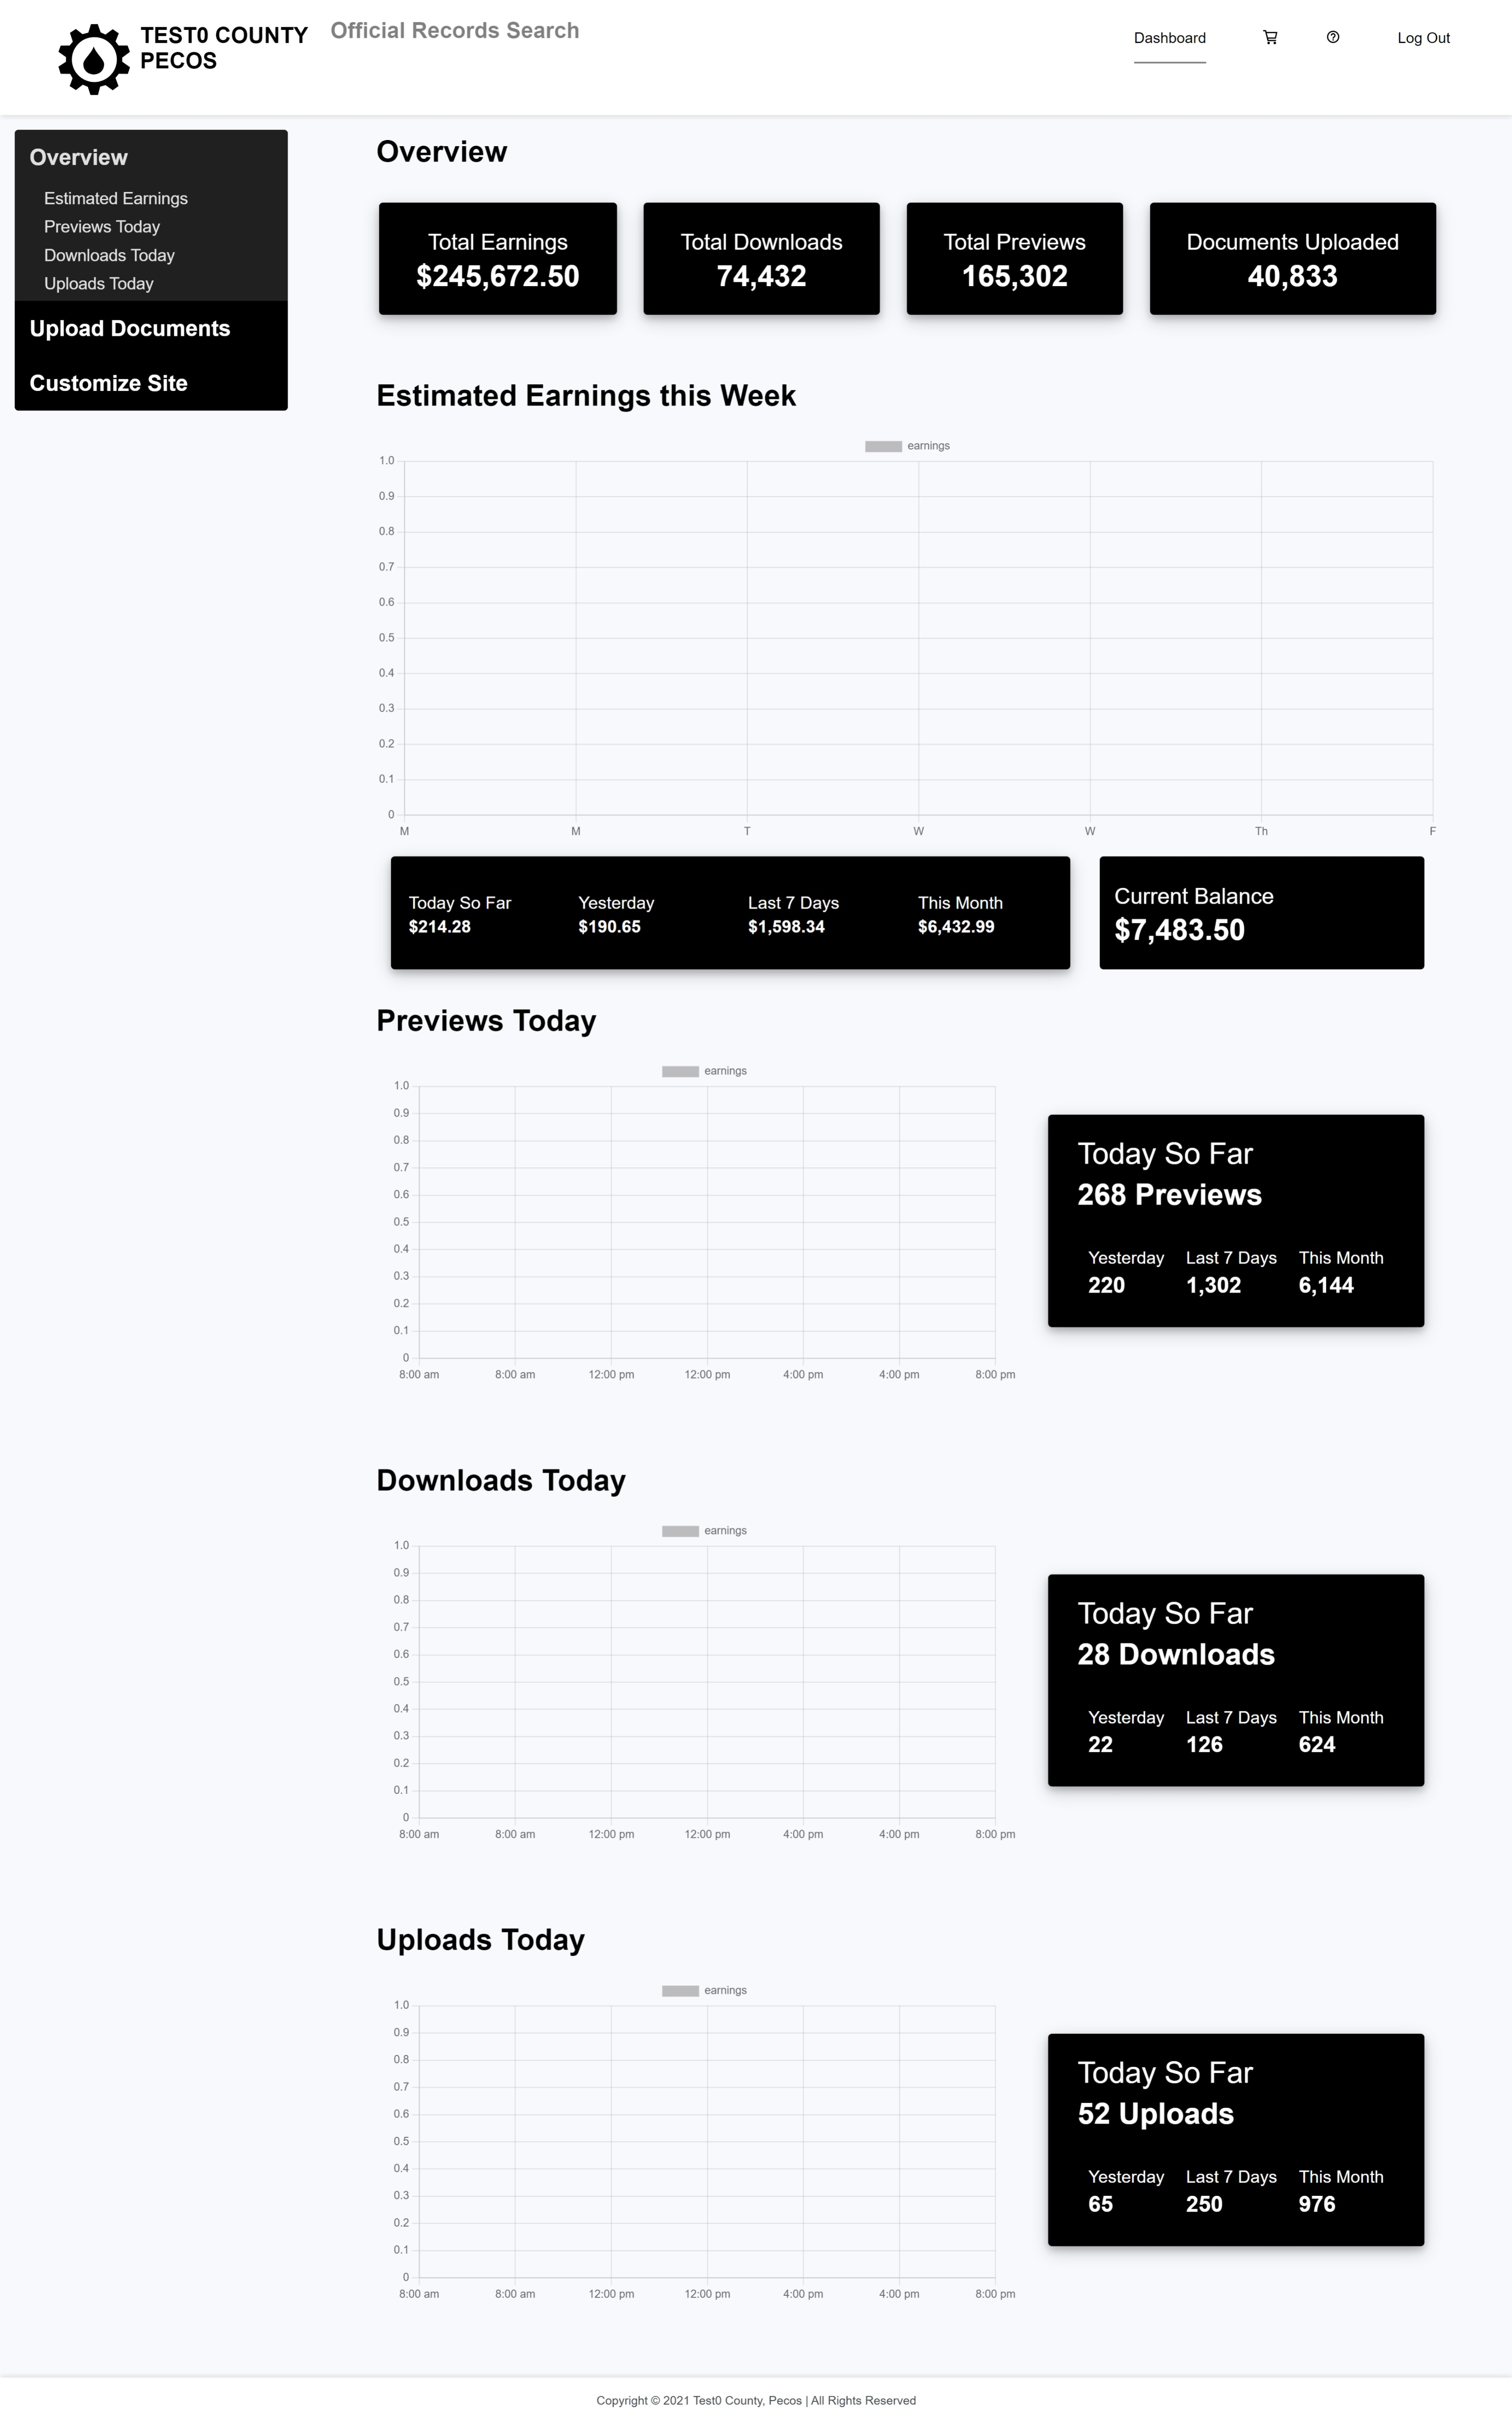 TEST0 COUNTY
PECOS
Official Records Search
Dashboard
Log Out
Overview
Estimated Earnings
Previews Today
Downloads Today
Uploads Today
Upload Documents
Customize Site
Overview
Total Earnings
$245,672.50
Total Downloads
74,432
Total Previews
165,302
Documents Uploaded
40,833
Estimated Earnings this Week
earnings
1.0
0.9
0.8
0.7
0.6
0.5
0.4
0.3
0.2
0.1
0
M M T W W Th F
Today So Far
$214.28
Yesterday
$190.65
Last 7 Days
$1,598.34
This Month
$6,432.99
Current Balance
$7,483.50
Previews Today
earnings
1.0
0.9
0.8
0.7
0.6
0.5
0.4
0.3
0.2
0.1
0
8:00 am 8:00 am 12:00 pm 12:00 pm 4:00 pm 4:00 pm 8:00 pm
Today So Far
268 Previews
Yesterday
220
Last 7 Days
1,302
This Month
6,144
Downloads Today
earnings
1.0
0.9
0.8
0.7
0.6
0.5
0.4
0.3
0.2
0.1
0
8:00 am 8:00 am 12:00 pm 12:00 pm 4:00 pm 4:00 pm 8:00 pm
Today So Far
28 Downloads
Yesterday
22
Last 7 Days
126
This Month
624
Uploads Today
earnings
1.0
0.9
0.8
0.7
0.6
0.5
0.4
0.3
0.2
0.1
0
8:00 am 8:00 am 12:00 pm 12:00 pm 4:00 pm 4:00 pm 8:00 pm
Today So Far
52 Uploads
Yesterday
65
Last 7 Days
250
This Month
976
Copyright © 2021 Test0 County, Pecos | All Rights Reserved